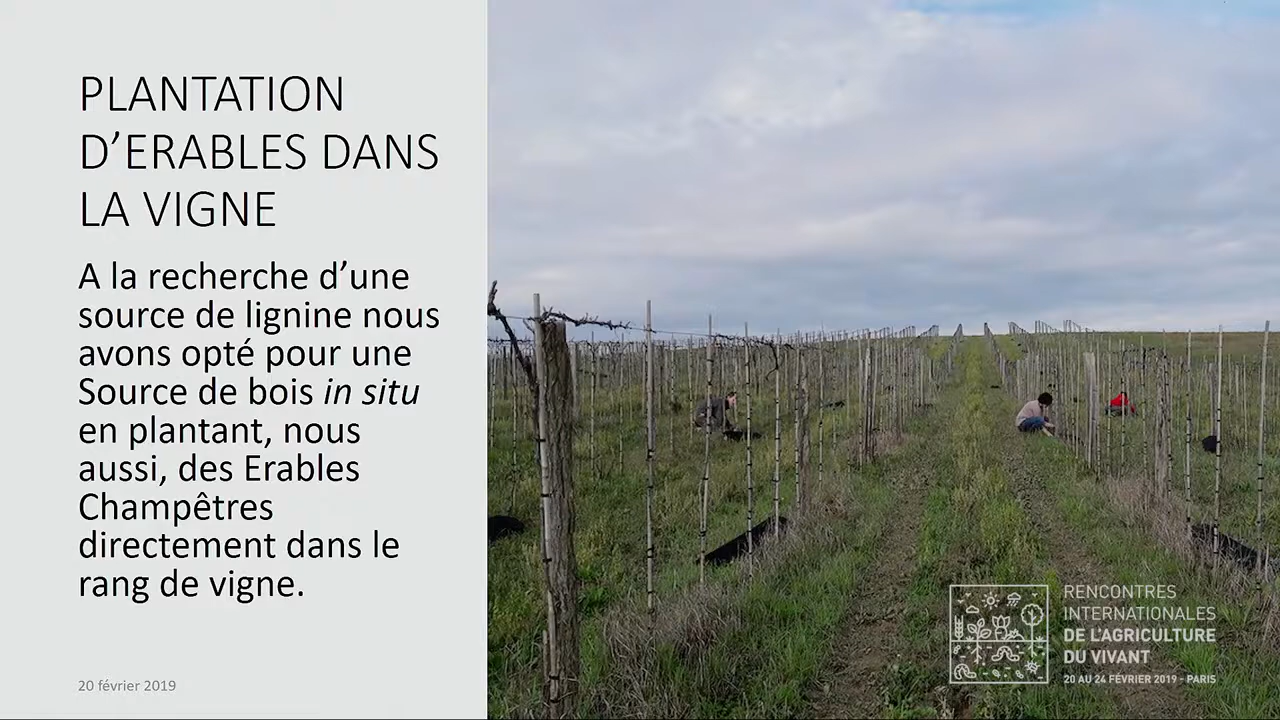 PLANTATION
D’ERABLES DANS
LA VIGNE
A la recherche d’une
source de lignine nous
avons opté pour une
Source de bois in situ
en plantant, nous
aussi, des Erables
Champêtres
directement dans le
rang de vigne.
20 février 2019
RENCONTRES
INTERNATIONALES
DE L'AGRICULTURE
DU VIVANT
20 AU 24 FÉVRIER 2019 - PARIS